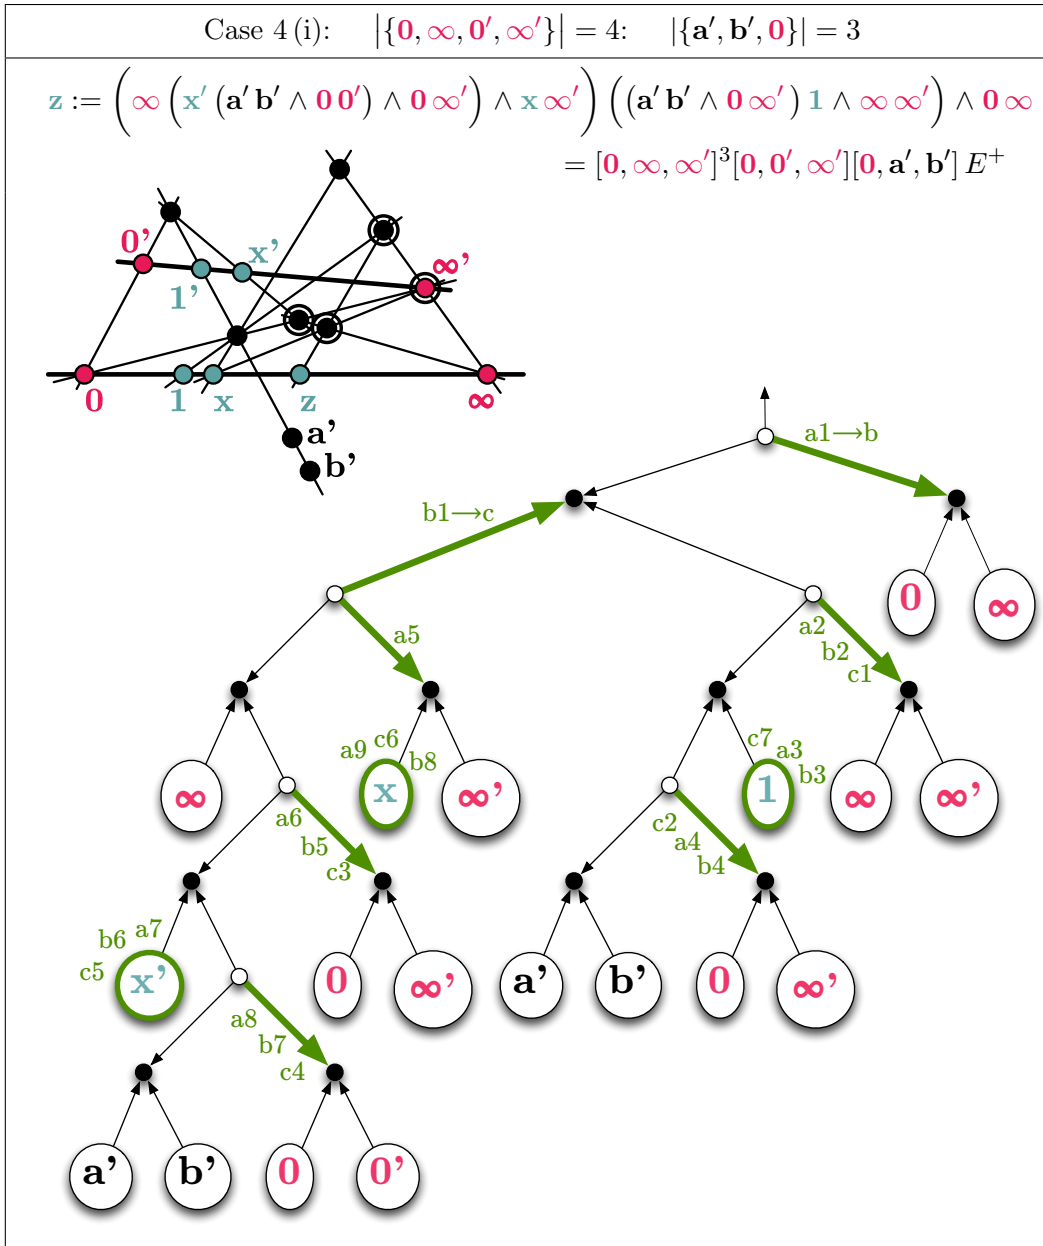 Case 4 (i): |{0, ∞, 0′, ∞′}| = 4: |{a′, b′, 0}| = 3
z := (∞ (x′ (a′ b′ ∧ 0 0′) ∧ 0 ∞′) ∧ x ∞′) ((a′ b′ ∧ 0 ∞′) 1 ∧ ∞ ∞′) ∧ 0 ∞
= [0, ∞, ∞′]³[0, 0′, ∞′][0, a′, b′] E⁺
0’ x’ ∞’
1’
0 1 x z ∞
a’
b’
a1→b
b1→c
0 ∞
a5 a2
b2
c1
a9 c6 b8 c7 a3 b3
∞ x ∞’ 1 ∞ ∞’
a6 b5 c3 c2 a4 b4
b6 a7
c5 x’ 0 ∞’ a’ b’ 0 ∞’
a8
b7
c4
a’ b’ 0 0’